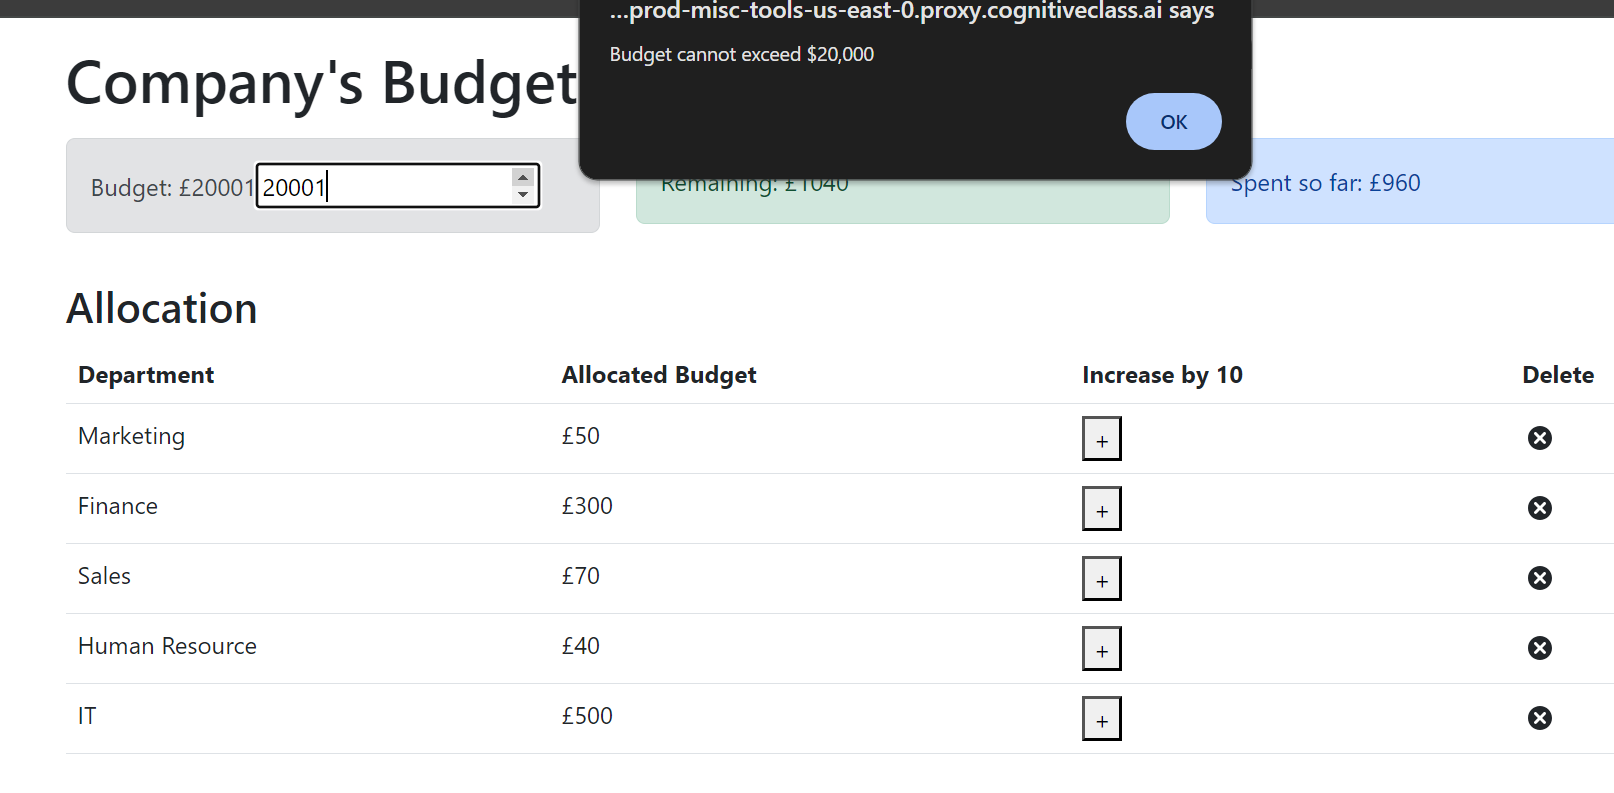 ...prod-misc-tools-us-east-0.proxy.cognitiveclass.ai says
Budget cannot exceed $20,000
OK
Company's Budget
Budget: £20001 20001
Remaining: £1040
Spent so far: £960
Allocation
Department Allocated Budget Increase by 10 Delete
Marketing £50 +
Finance £300 +
Sales £70 +
Human Resource £40 +
IT £500 +